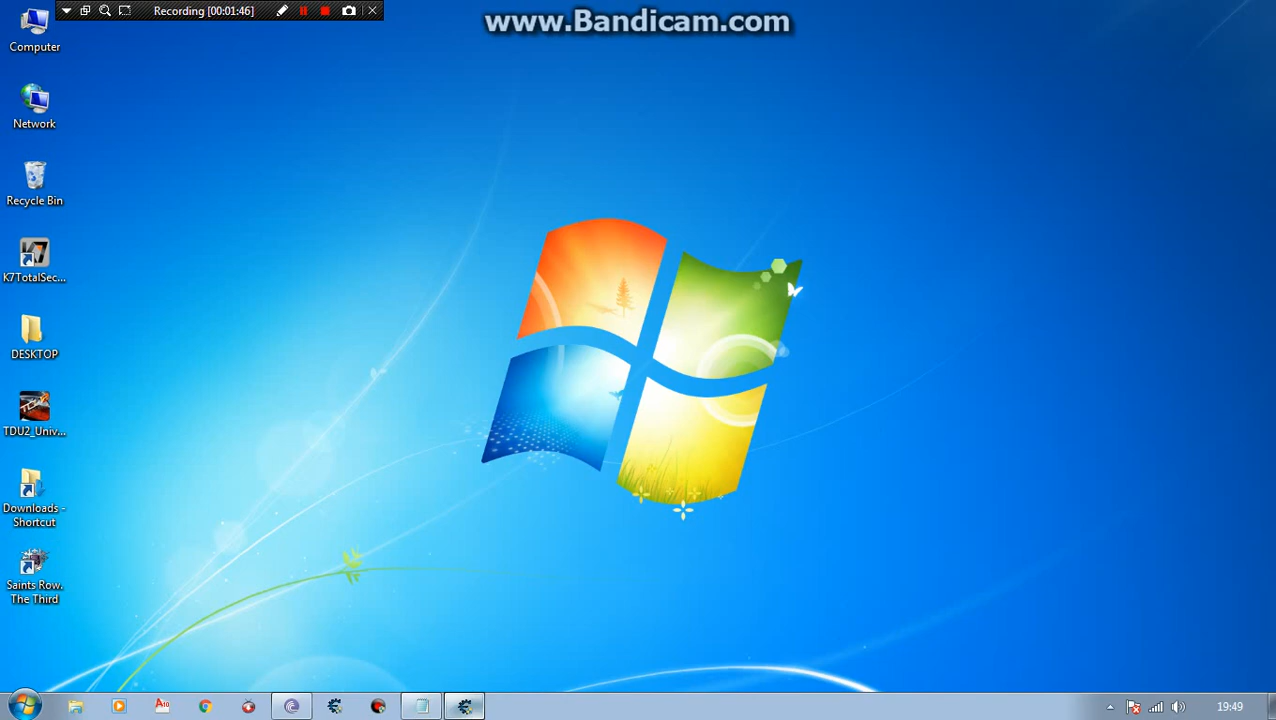 Recording [00:01:46]
www.Bandicam.com
Computer
Network
Recycle Bin
K7TotalSec...
DESKTOP
TDU2_Univ...
Downloads -
Shortcut
Saints Row.
The Third
19:49